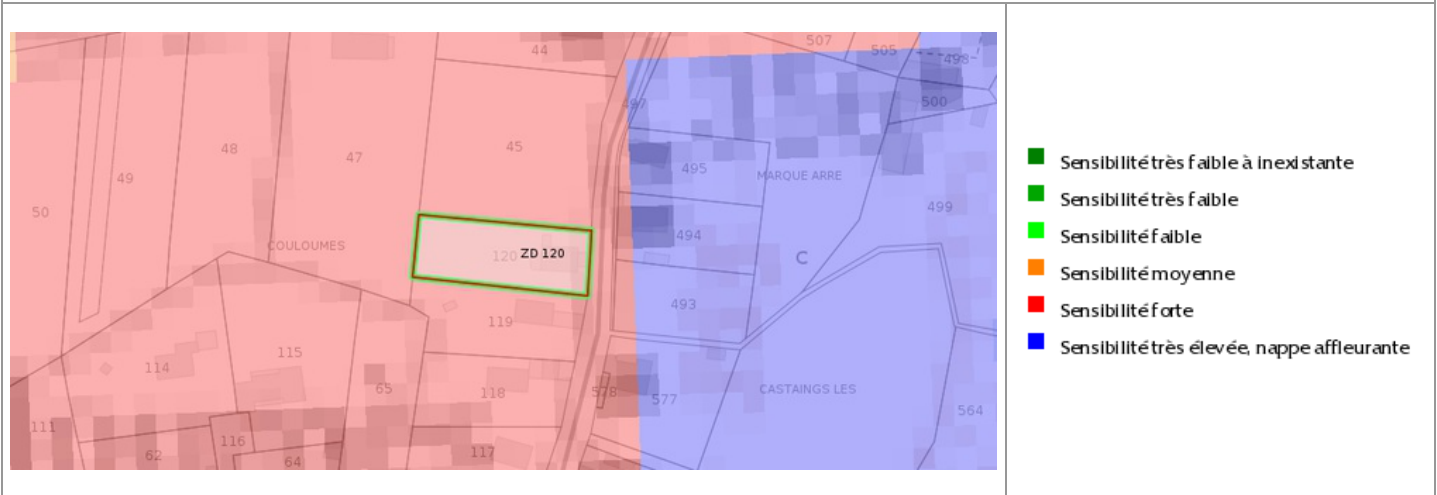 507
505
44
498
500
497
45
48
47
495
MARQUE ARRE
49
50
499
494
COULOUMES
120
ZD 120
C
493
119
115
114
65
118
528
577
CASTAINGS LES
564
111
116
62
64
117
Sensibilité très faible à inexistante
Sensibilité très faible
Sensibilité faible
Sensibilité moyenne
Sensibilité forte
Sensibilité très élevée, nappe affleurante